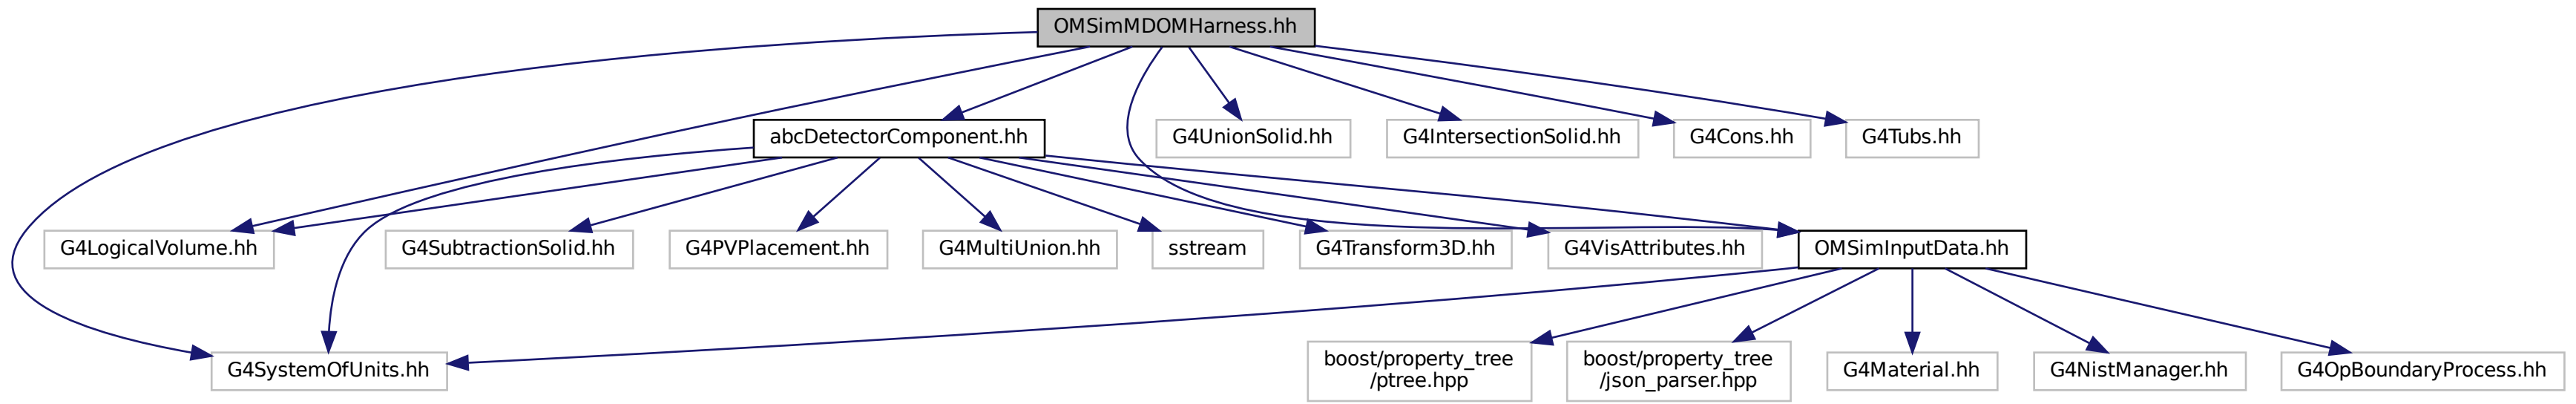 OMSimMDOMHarness.hh
abcDetectorComponent.hh
G4UnionSolid.hh
G4IntersectionSolid.hh
G4Cons.hh
G4Tubs.hh
G4LogicalVolume.hh
G4SubtractionSolid.hh
G4PVPlacement.hh
G4MultiUnion.hh
sstream
G4Transform3D.hh
G4VisAttributes.hh
OMSimInputData.hh
G4SystemOfUnits.hh
boost/property_tree
/ptree.hpp
boost/property_tree
/json_parser.hpp
G4Material.hh
G4NistManager.hh
G4OpBoundaryProcess.hh